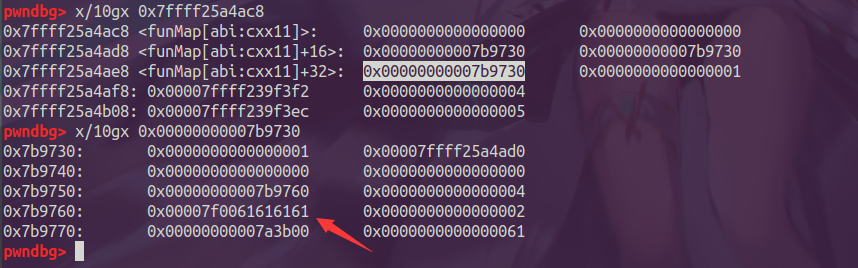 pwndbg> x/10gx 0x7ffff25a4ac8
0x7ffff25a4ac8 <funMap[abi:cxx11]>: 0x0000000000000000 0x0000000000000000
0x7ffff25a4ad8 <funMap[abi:cxx11]+16>: 0x00000000007b9730 0x00000000007b9730
0x7ffff25a4ae8 <funMap[abi:cxx11]+32>: 0x00000000007b9730 0x0000000000000001
0x7ffff25a4af8: 0x00007ffff239f3f2 0x0000000000000004
0x7ffff25a4b08: 0x00007ffff239f3ec 0x0000000000000005
pwndbg> x/10gx 0x00000000007b9730
0x7b9730: 0x0000000000000001 0x00007ffff25a4ad0
0x7b9740: 0x0000000000000000 0x0000000000000000
0x7b9750: 0x00000000007b9760 0x0000000000000004
0x7b9760: 0x00007f0061616161 0x0000000000000002
0x7b9770: 0x00000000007a3b00 0x0000000000000061
pwndbg>